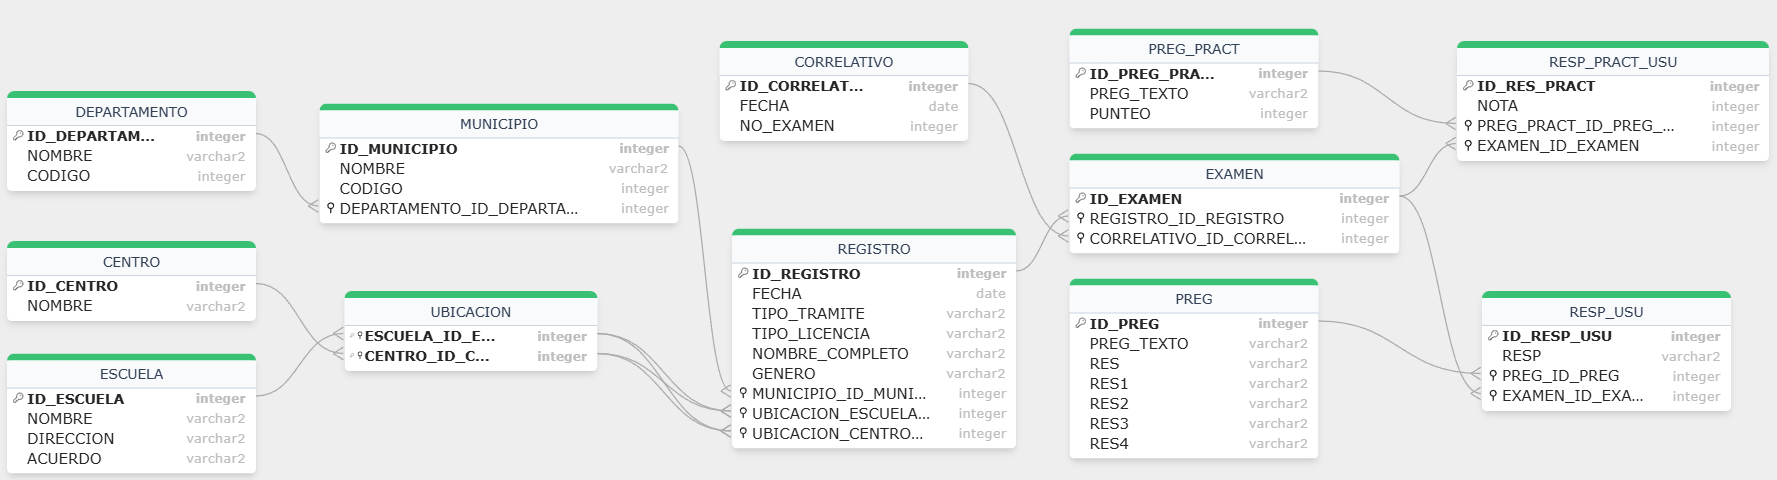 DEPARTAMENTO
ID_DEPARTAM... integer
NOMBRE varchar2
CODIGO integer
CENTRO
ID_CENTRO integer
NOMBRE varchar2
ESCUELA
ID_ESCUELA integer
NOMBRE varchar2
DIRECCION varchar2
ACUERDO varchar2
MUNICIPIO
ID_MUNICIPIO integer
NOMBRE varchar2
CODIGO integer
DEPARTAMENTO_ID_DEPARTA... integer
UBICACION
ESCUELA_ID_E... integer
CENTRO_ID_C... integer
CORRELATIVO
ID_CORRELAT... integer
FECHA date
NO_EXAMEN integer
REGISTRO
ID_REGISTRO integer
FECHA date
TIPO_TRAMITE varchar2
TIPO_LICENCIA varchar2
NOMBRE_COMPLETO varchar2
GENERO varchar2
MUNICIPIO_ID_MUNI... integer
UBICACION_ESCUELA... integer
UBICACION_CENTRO... integer
PREG_PRACT
ID_PREG_PRA... integer
PREG_TEXTO varchar2
PUNTEO integer
EXAMEN
ID_EXAMEN integer
REGISTRO_ID_REGISTRO integer
CORRELATIVO_ID_CORREL... integer
PREG
ID_PREG integer
PREG_TEXTO varchar2
RES varchar2
RES1 varchar2
RES2 varchar2
RES3 varchar2
RES4 varchar2
RESP_PRACT_USU
ID_RES_PRACT integer
NOTA integer
PREG_PRACT_ID_PREG_... integer
EXAMEN_ID_EXAMEN integer
RESP_USU
ID_RESP_USU integer
RESP varchar2
PREG_ID_PREG integer
EXAMEN_ID_EXA... integer